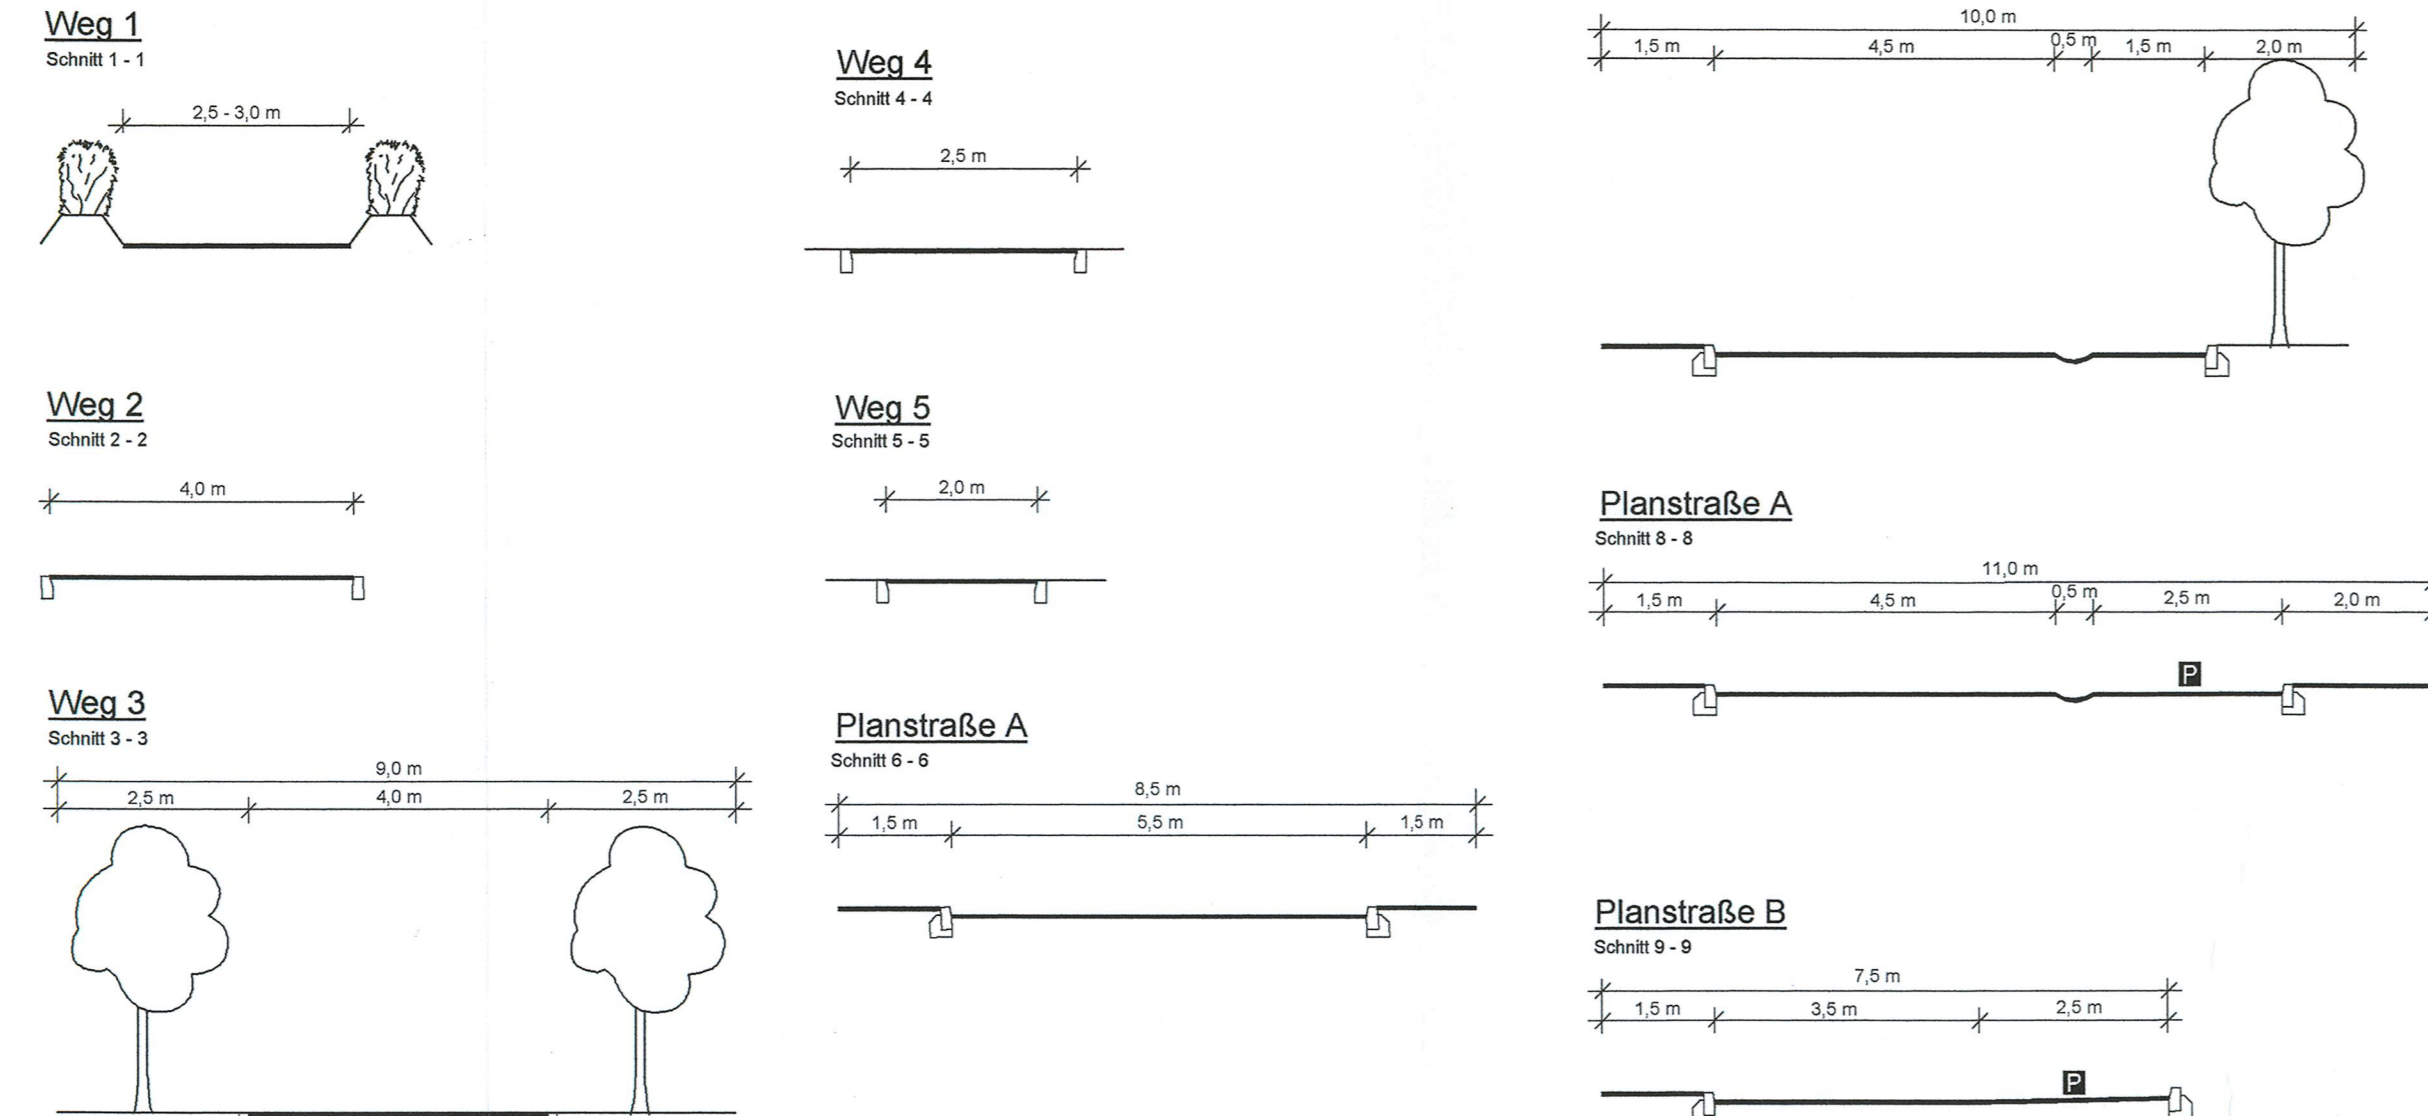 Weg 1
Schnitt 1 - 1
2,5 - 3,0 m
Weg 2
Schnitt 2 - 2
4,0 m
Weg 3
Schnitt 3 - 3
9,0 m
2,5 m 4,0 m 2,5 m
Weg 4
Schnitt 4 - 4
2,5 m
Weg 5
Schnitt 5 - 5
2,0 m
Planstraße A
Schnitt 6 - 6
8,5 m
1,5 m 5,5 m 1,5 m
10,0 m
1,5 m 4,5 m 0,5 m 1,5 m 2,0 m
Planstraße A
Schnitt 8 - 8
11,0 m
1,5 m 4,5 m 0,5 m 2,5 m 2,0 m
P
Planstraße B
Schnitt 9 - 9
7,5 m
1,5 m 3,5 m 2,5 m
P